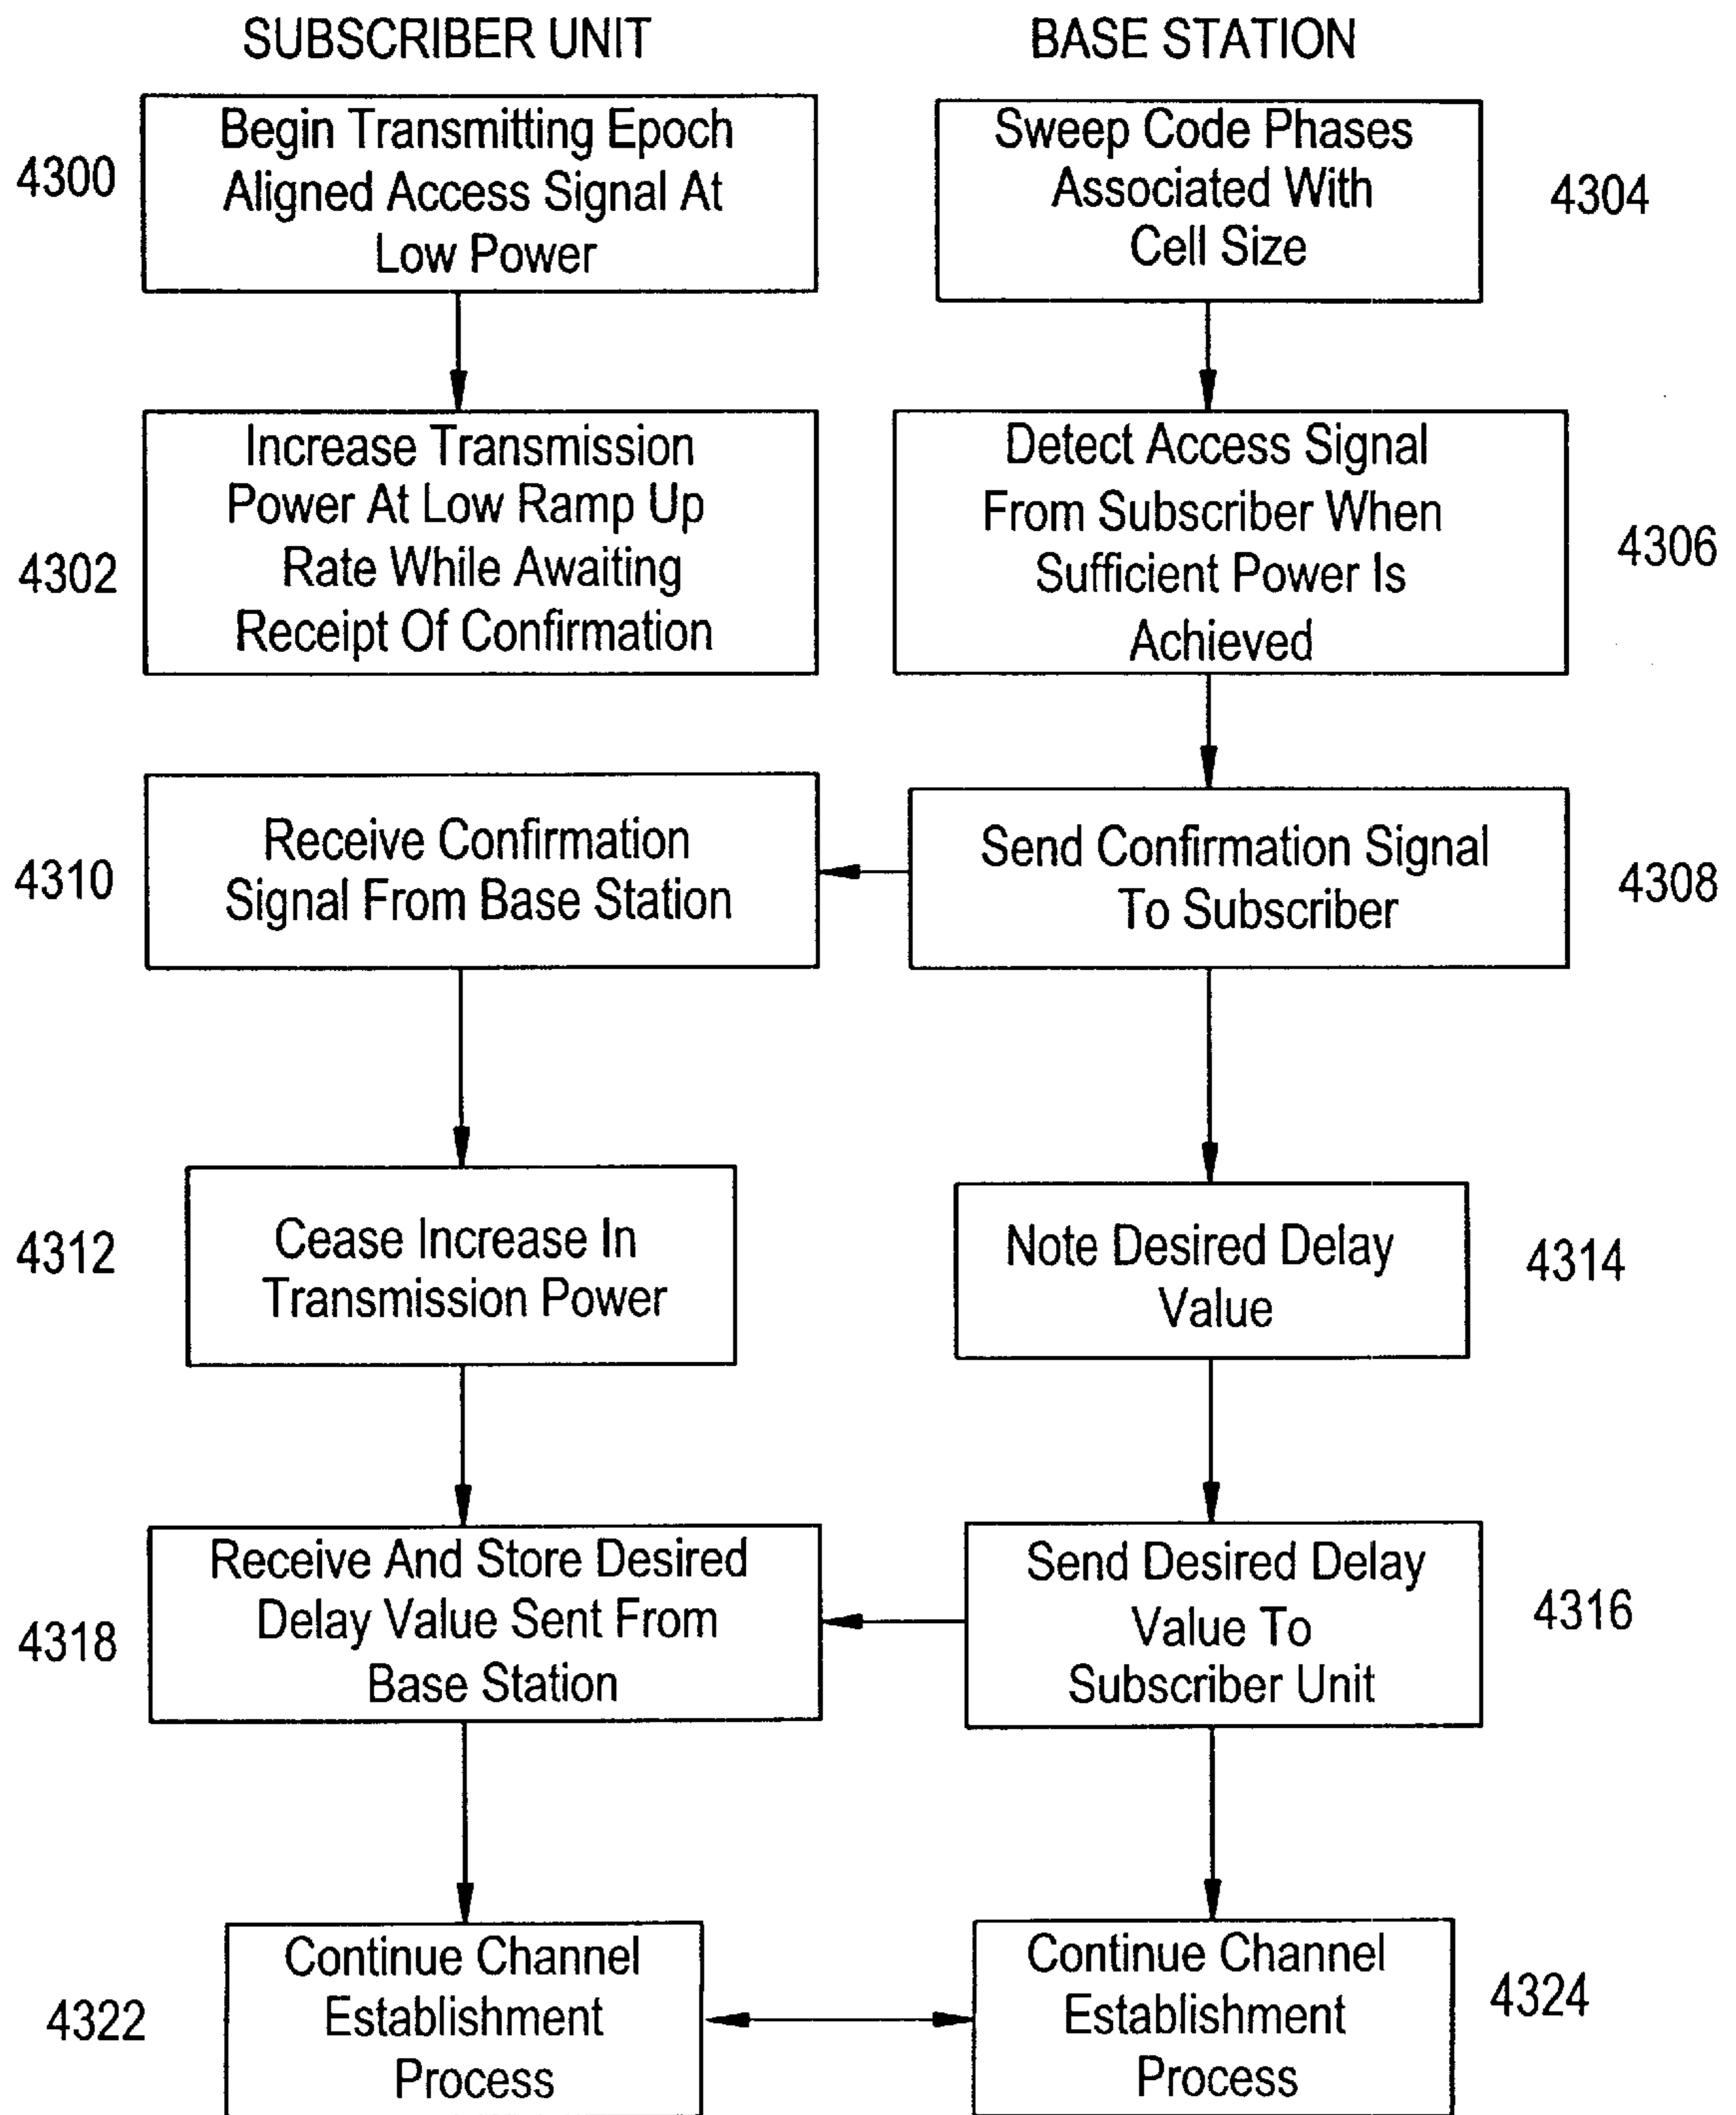 SUBSCRIBER UNIT
BASE STATION
4300
Begin Transmitting Epoch
Aligned Access Signal At
Low Power
Sweep Code Phases
Associated With
Cell Size
4304
4302
Increase Transmission
Power At Low Ramp Up
Rate While Awaiting
Receipt Of Confirmation
Detect Access Signal
From Subscriber When
Sufficient Power Is
Achieved
4306
4310
Receive Confirmation
Signal From Base Station
Send Confirmation Signal
To Subscriber
4308
4312
Cease Increase In
Transmission Power
Note Desired Delay
Value
4314
4318
Receive And Store Desired
Delay Value Sent From
Base Station
Send Desired Delay
Value To
Subscriber Unit
4316
4322
Continue Channel
Establishment
Process
Continue Channel
Establishment
Process
4324